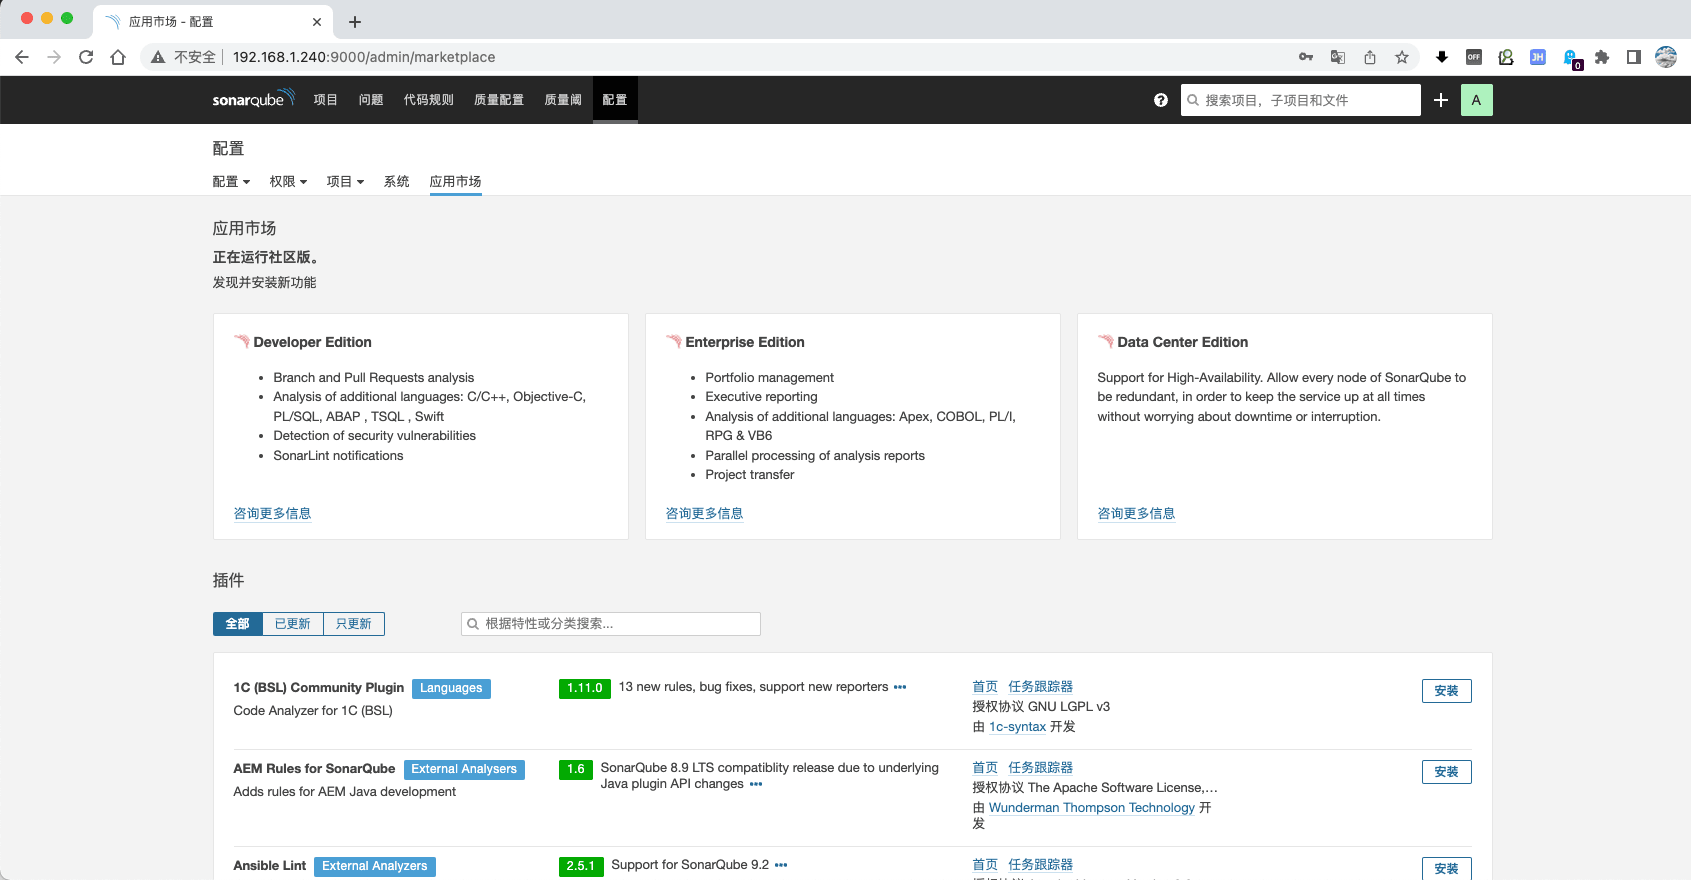 应用市场 - 配置
不安全 192.168.1.240:9000/admin/marketplace
OFF
JH
0
sonarqube 项目 问题 代码规则 质量配置 质量阈 配置
搜索项目，子项目和文件
A
配置
配置 权限 项目 系统 应用市场
应用市场
正在运行社区版。
发现并安装新功能
Developer Edition
Branch and Pull Requests analysis
Analysis of additional languages: C/C++, Objective-C,
PL/SQL, ABAP , TSQL , Swift
Detection of security vulnerabilities
SonarLint notifications
咨询更多信息
Enterprise Edition
Portfolio management
Executive reporting
Analysis of additional languages: Apex, COBOL, PL/I,
RPG & VB6
Parallel processing of analysis reports
Project transfer
咨询更多信息
Data Center Edition
Support for High-Availability. Allow every node of SonarQube to
be redundant, in order to keep the service up at all times
without worrying about downtime or interruption.
咨询更多信息
插件
全部 已更新 只更新
根据特性或分类搜索...
1C (BSL) Community Plugin Languages
Code Analyzer for 1C (BSL)
1.11.0 13 new rules, bug fixes, support new reporters •••
首页 任务跟踪器
授权协议 GNU LGPL v3
由 1c-syntax 开发
安装
AEM Rules for SonarQube External Analysers
Adds rules for AEM Java development
1.6 SonarQube 8.9 LTS compatiblity release due to underlying
Java plugin API changes •••
首页 任务跟踪器
授权协议 The Apache Software License,…
由 Wunderman Thompson Technology 开
发
安装
Ansible Lint External Analyzers
2.5.1 Support for SonarQube 9.2 •••
首页 任务跟踪器
安装